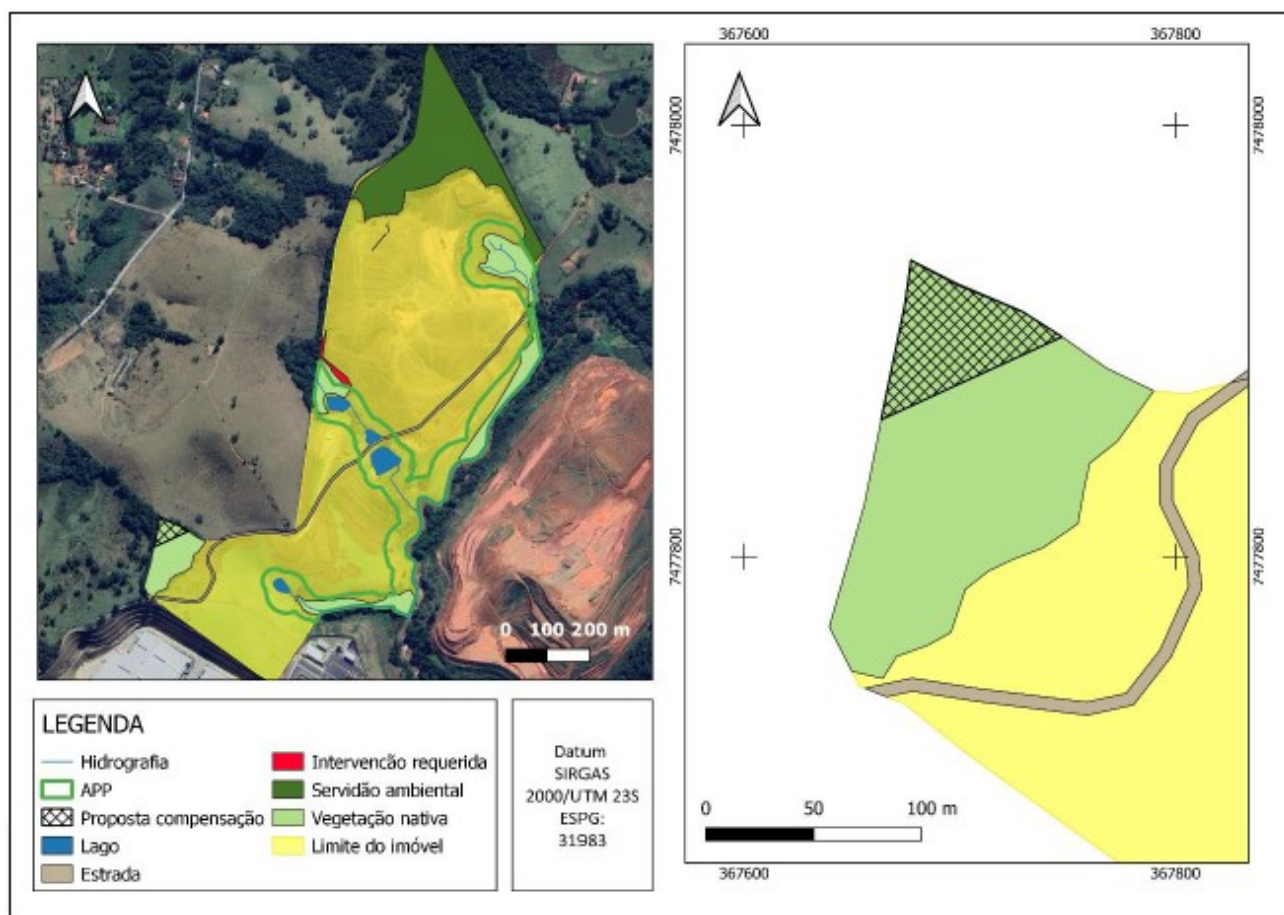 367600 367800
7478000 7478000
7477800 7477800
0 100 200 m
0 50 100 m
367600 367800
LEGENDA
Hidrografia
APP
Proposta compensação
Lago
Estrada
Intervencão requerida
Servidão ambiental
Vegetação nativa
Limite do imóvel
Datum
SIRGAS
2000/UTM 23S
ESPG:
31983